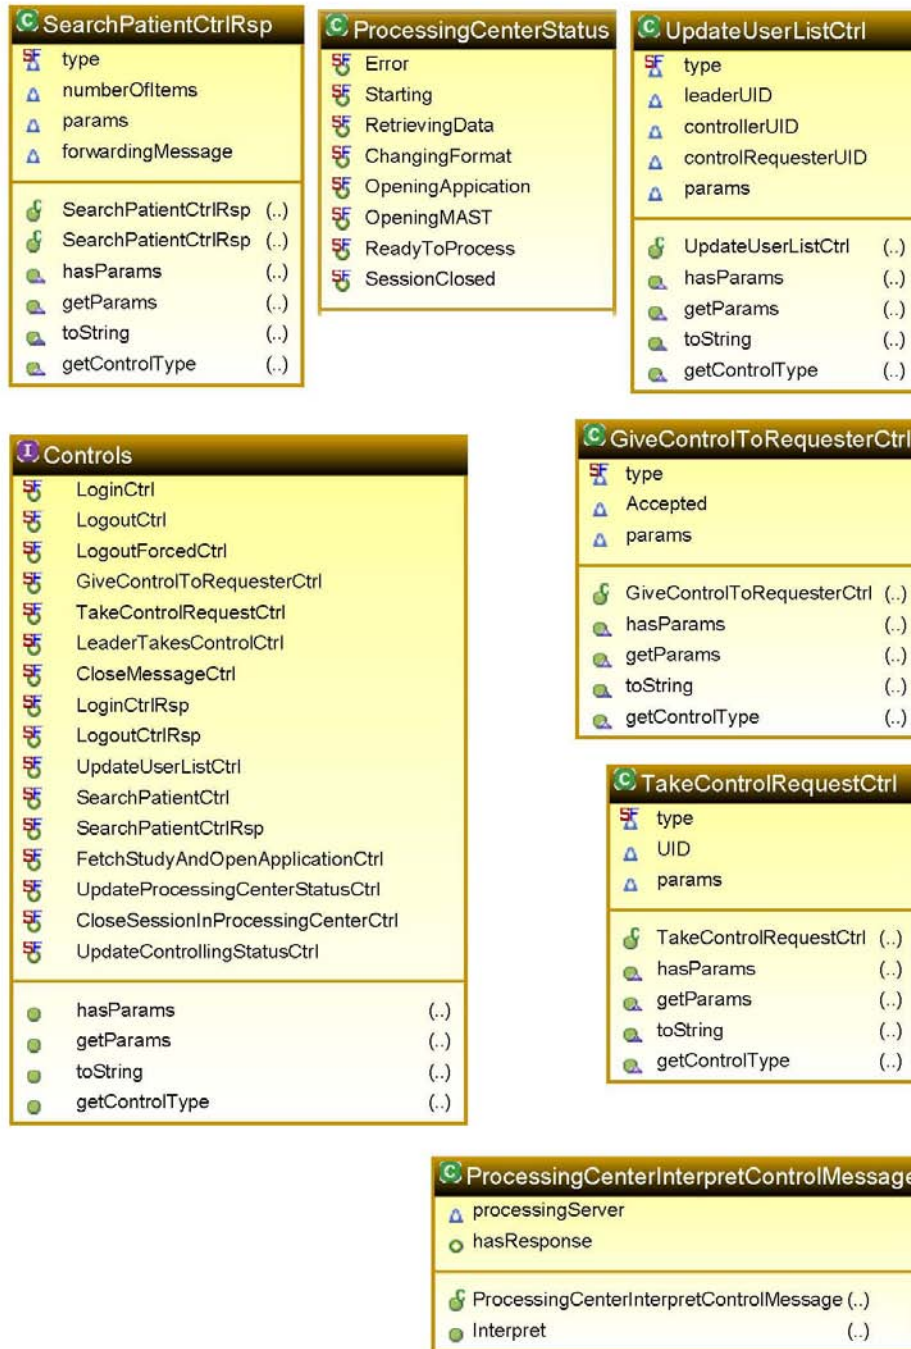 SearchPatientCtrlRsp
type
numberOfItems
params
forwardingMessage
SearchPatientCtrlRsp (..)
SearchPatientCtrlRsp (..)
hasParams (..)
getParams (..)
toString (..)
getControlType (..)
ProcessingCenterStatus
Error
Starting
RetrievingData
ChangingFormat
OpeningAppication
OpeningMAST
ReadyToProcess
SessionClosed
UpdateUserListCtrl
type
leaderUID
controllerUID
controlRequesterUID
params
UpdateUserListCtrl (..)
hasParams (..)
getParams (..)
toString (..)
getControlType (..)
Controls
LoginCtrl
LogoutCtrl
LogoutForcedCtrl
GiveControlToRequesterCtrl
TakeControlRequestCtrl
LeaderTakesControlCtrl
CloseMessageCtrl
LoginCtrlRsp
LogoutCtrlRsp
UpdateUserListCtrl
SearchPatientCtrl
SearchPatientCtrlRsp
FetchStudyAndOpenApplicationCtrl
UpdateProcessingCenterStatusCtrl
CloseSessionInProcessingCenterCtrl
UpdateControllingStatusCtrl
hasParams (..)
getParams (..)
toString (..)
getControlType (..)
GiveControlToRequesterCtrl
type
Accepted
params
GiveControlToRequesterCtrl (..)
hasParams (..)
getParams (..)
toString (..)
getControlType (..)
TakeControlRequestCtrl
type
UID
params
TakeControlRequestCtrl (..)
hasParams (..)
getParams (..)
toString (..)
getControlType (..)
ProcessingCenterInterpretControlMessage
processingServer
hasResponse
ProcessingCenterInterpretControlMessage (..)
Interpret (..)